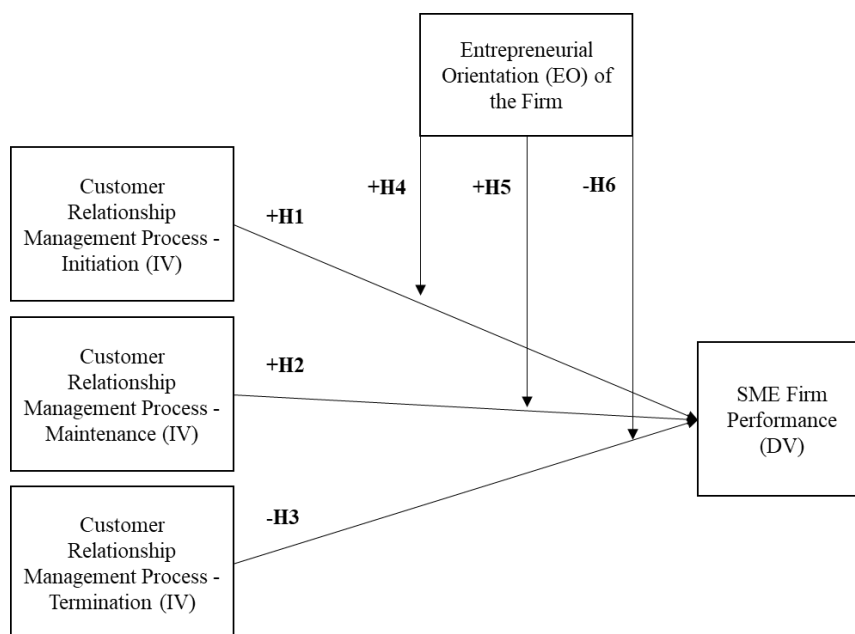 Entrepreneurial
Orientation (EO) of
the Firm
Customer
Relationship
Management Process -
Initiation (IV)
+H1
+H4
+H5
-H6
Customer
Relationship
Management Process -
Maintenance (IV)
+H2
SME Firm
Performance
(DV)
Customer
Relationship
Management Process -
Termination (IV)
-H3